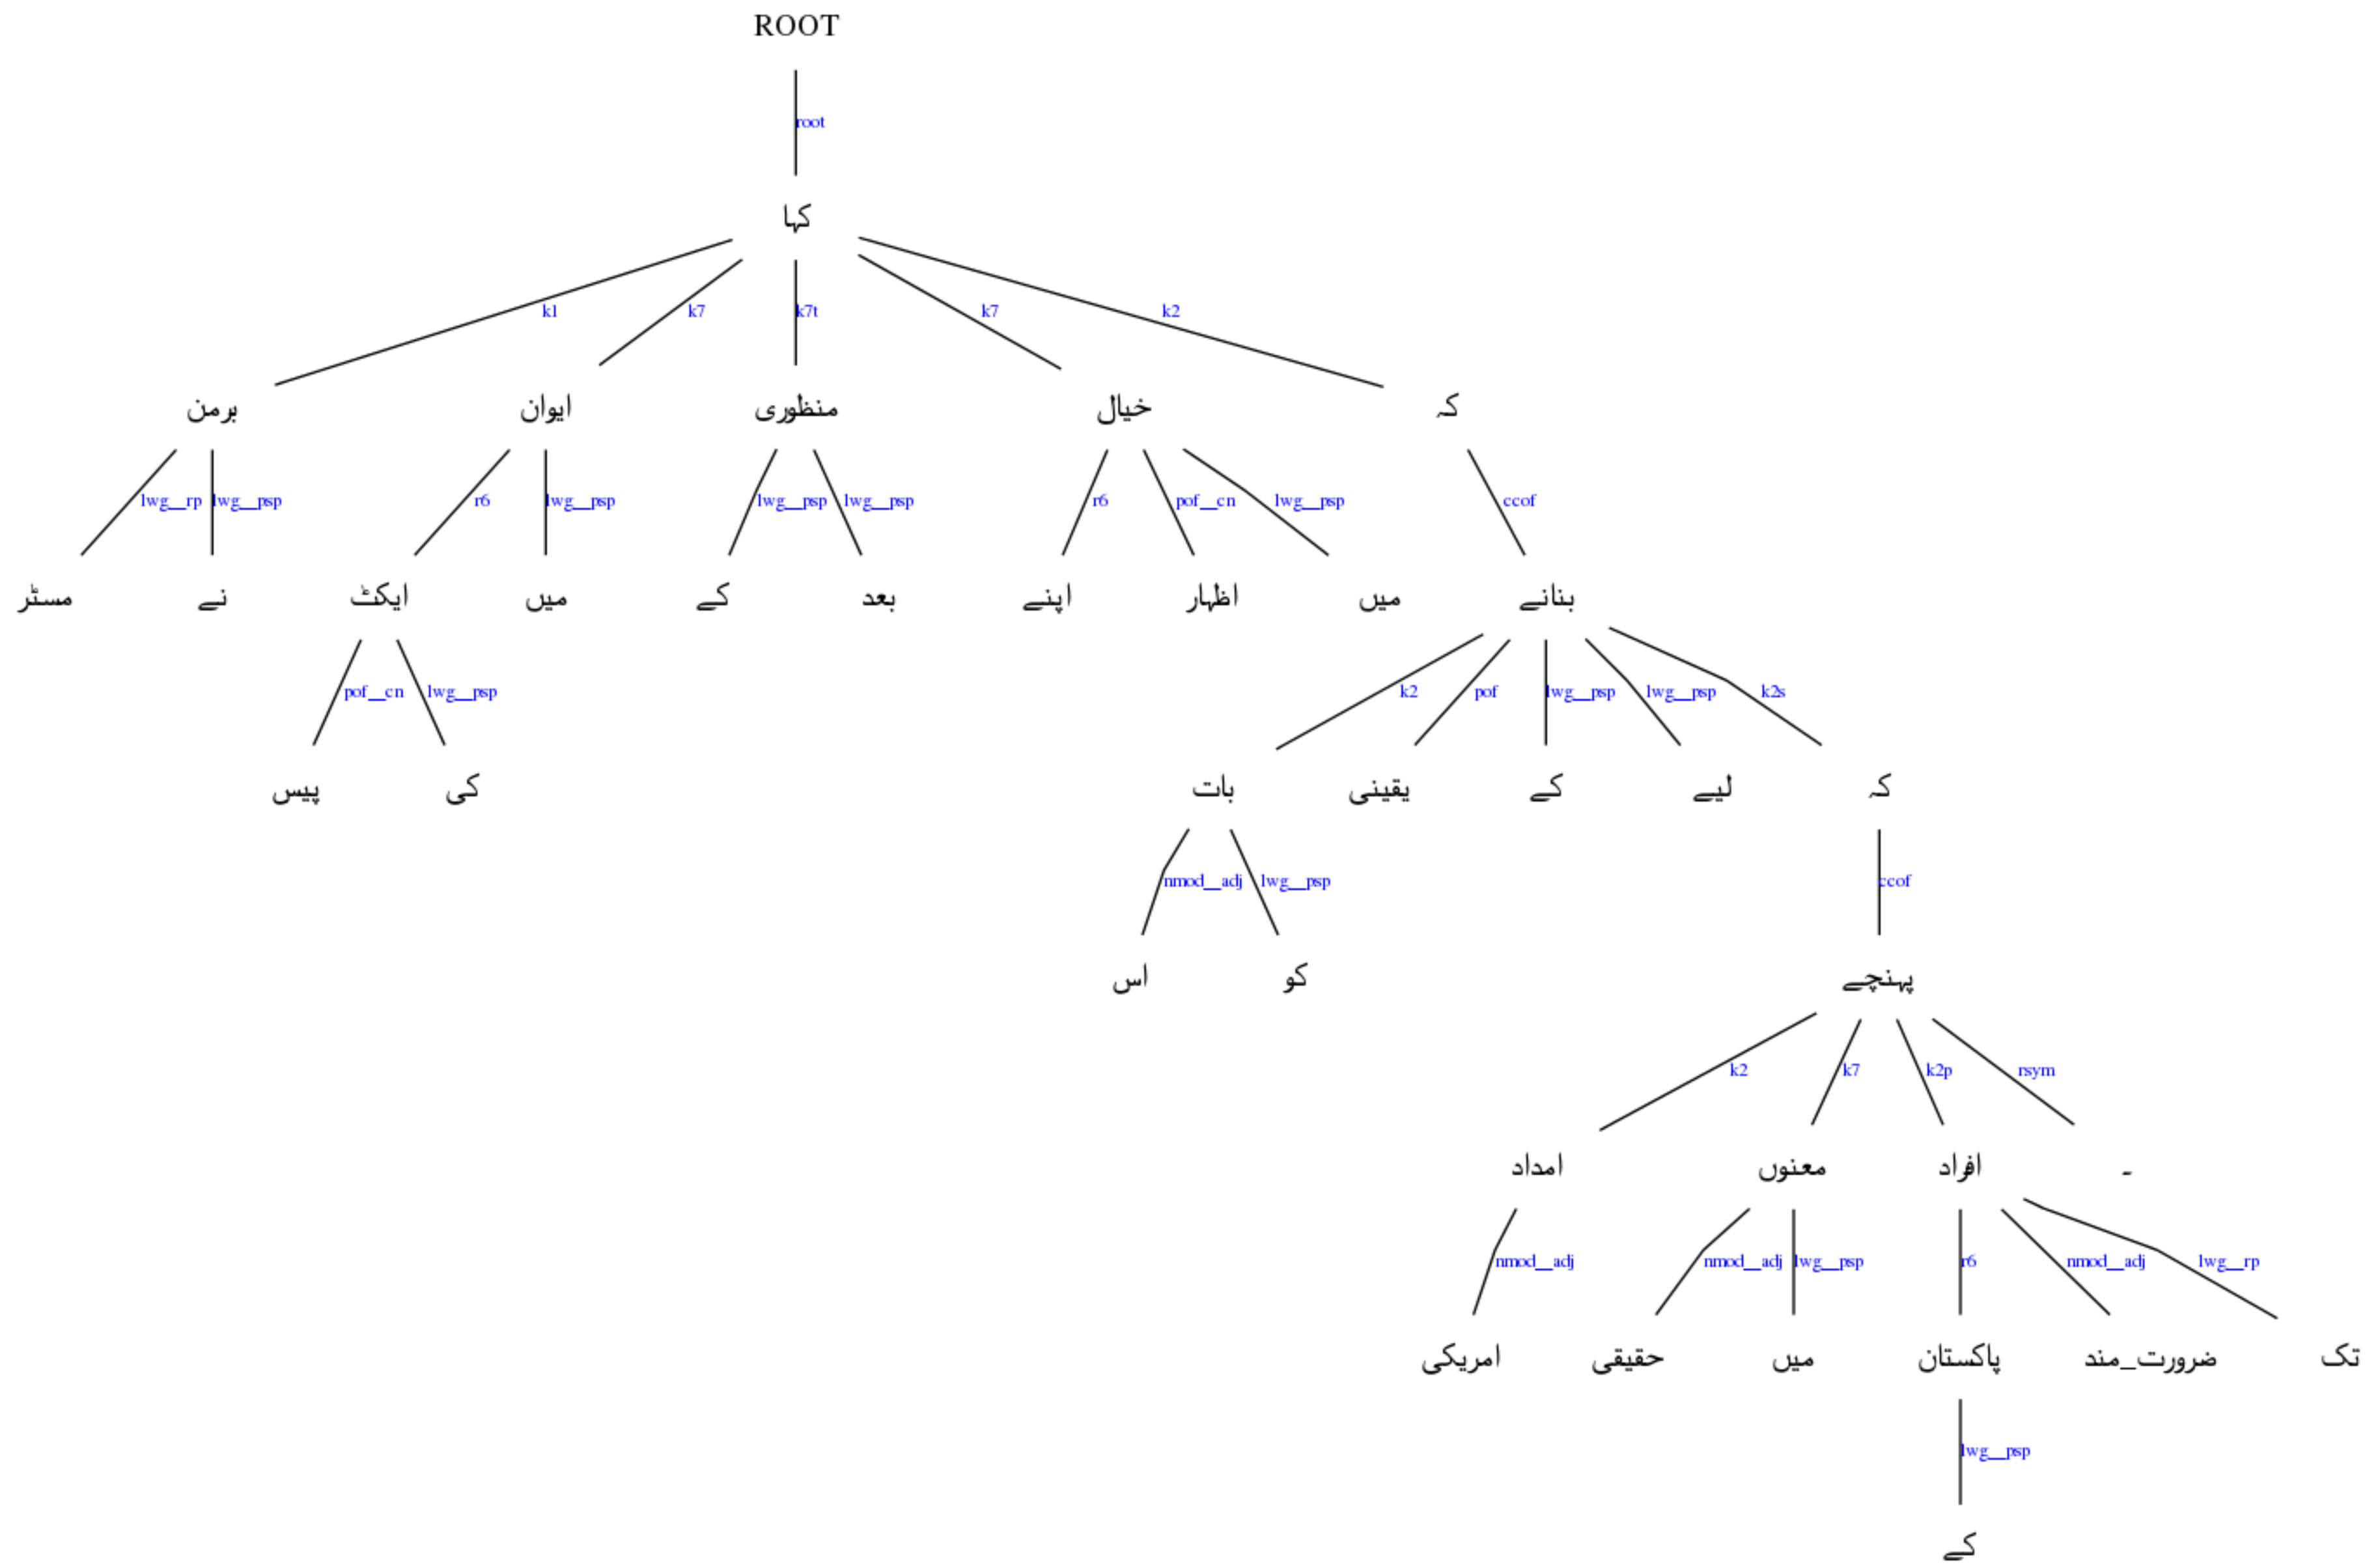 ROOT
root
کہا
k1 k7 k7t k7 k2
برمن ایوان منظوری خیال کہ
lwg__rp lwg__psp r6 lwg__psp lwg__psp lwg__psp r6 pof__cn lwg__psp ccof
مسٹر نے ایکٹ میں کے بعد اپنے اظہار میں بنانے
pof__cn lwg__psp k2 pof lwg__psp lwg__psp k2s
پیس کی بات یقینی کے لیے کہ
nmod__adj lwg__psp ccof
اس کو پہنچے
k2 k7 k2p rsym
امداد معنوں افراد ۔
nmod__adj nmod__adj lwg__psp r6 nmod__adj lwg__rp
امریکی حقیقی میں پاکستان ضرورت_مند تک
lwg__psp
کے